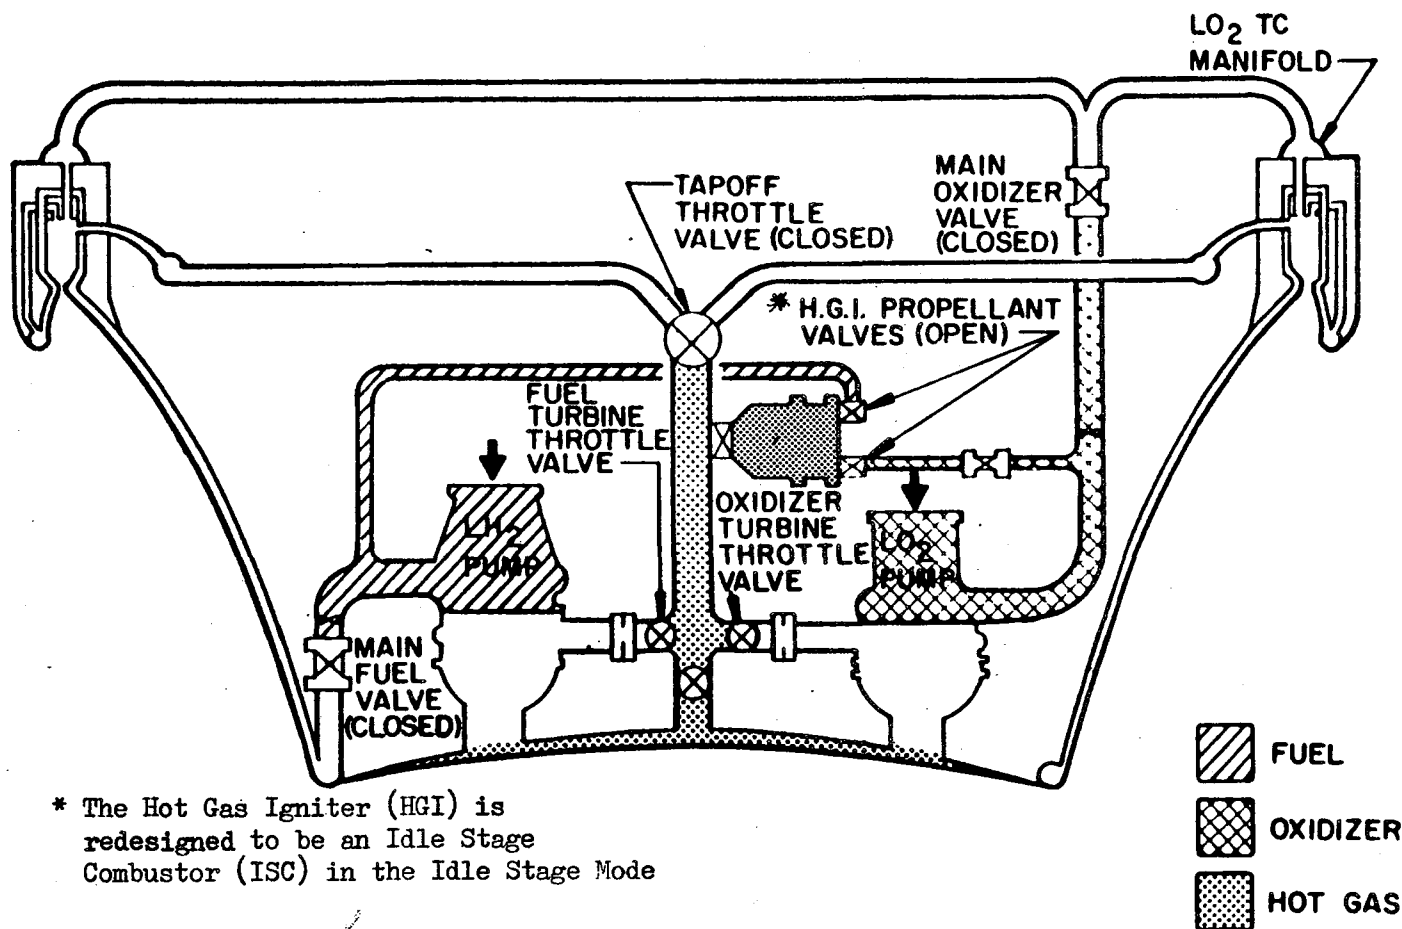 LO2 TC
MANIFOLD
TAPOFF
THROTTLE
VALVE (CLOSED)
MAIN
OXIDIZER
VALVE
(CLOSED)
* H.G.I. PROPELLANT
VALVES (OPEN)
FUEL
TURBINE
THROTTLE
VALVE
LH2
PUMP
OXIDIZER
TURBINE
THROTTLE
VALVE
LO2
PUMP
MAIN
FUEL
VALVE
(CLOSED)
* The Hot Gas Igniter (HGI) is
redesigned to be an Idle Stage
Combustor (ISC) in the Idle Stage Mode
FUEL
OXIDIZER
HOT GAS